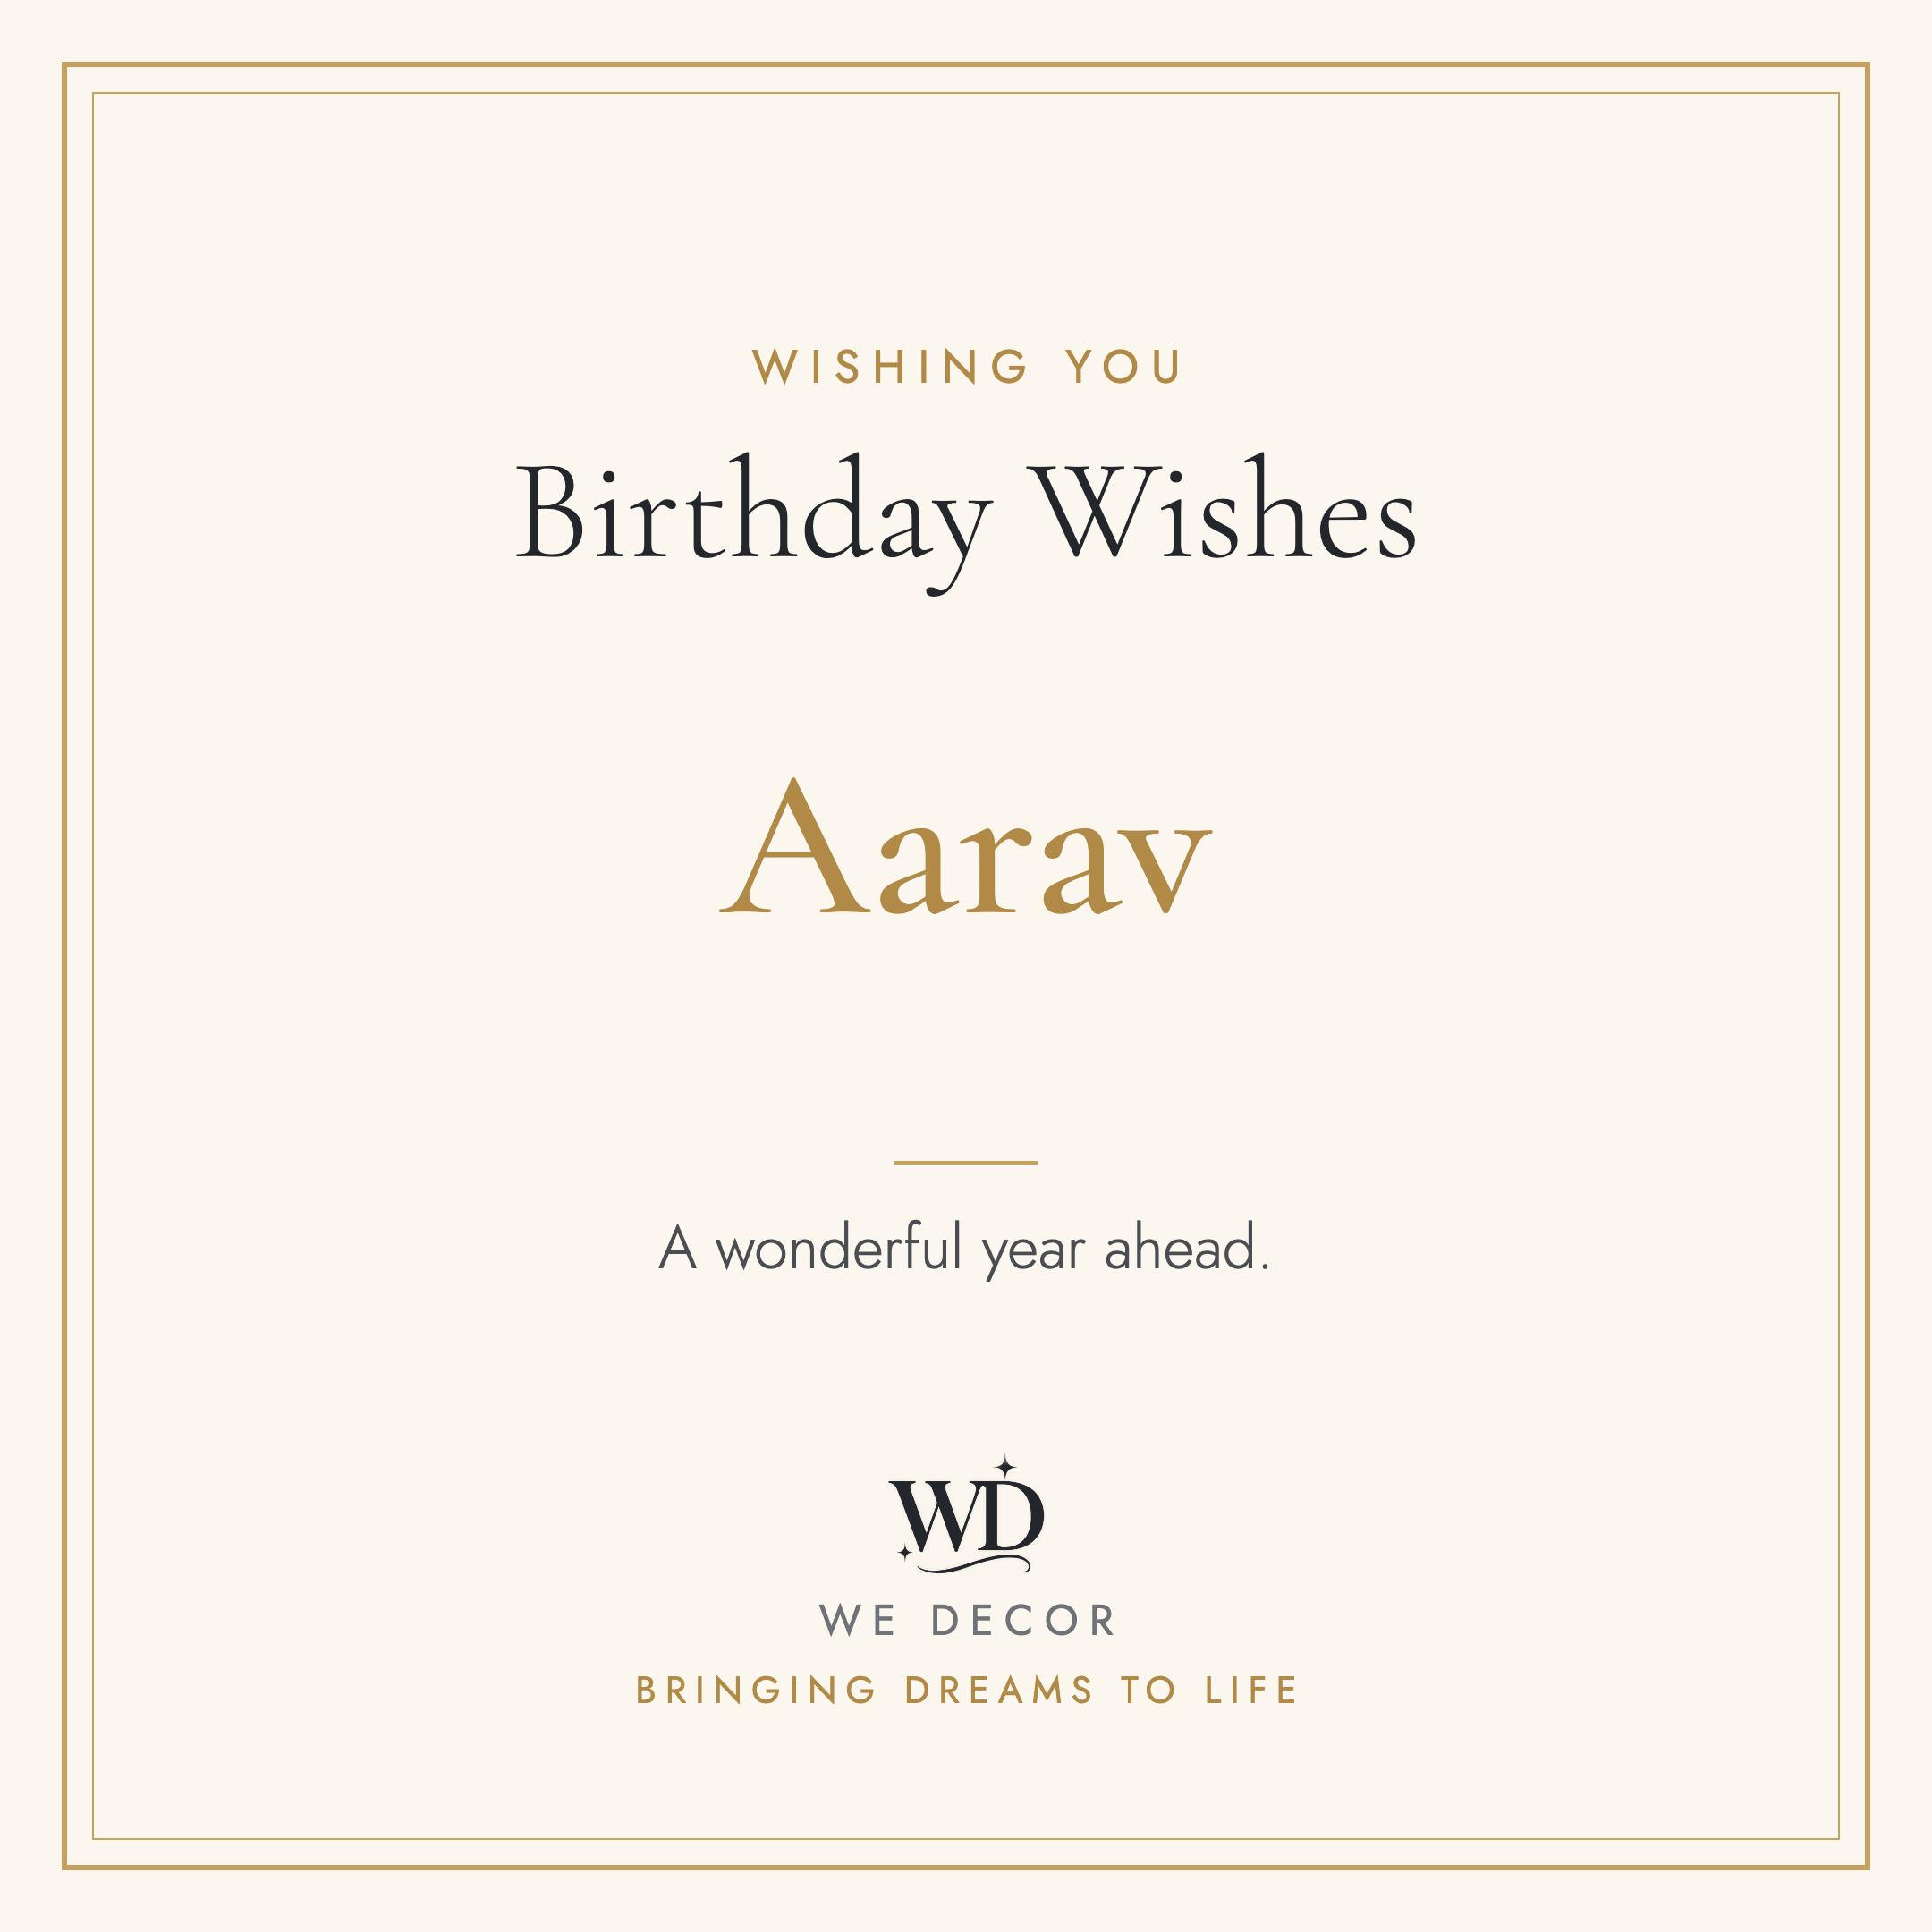 WISHING YOU
Birthday Wishes
Aarav
A wonderful year ahead.
WD
WE DECOR
BRINGING DREAMS TO LIFE